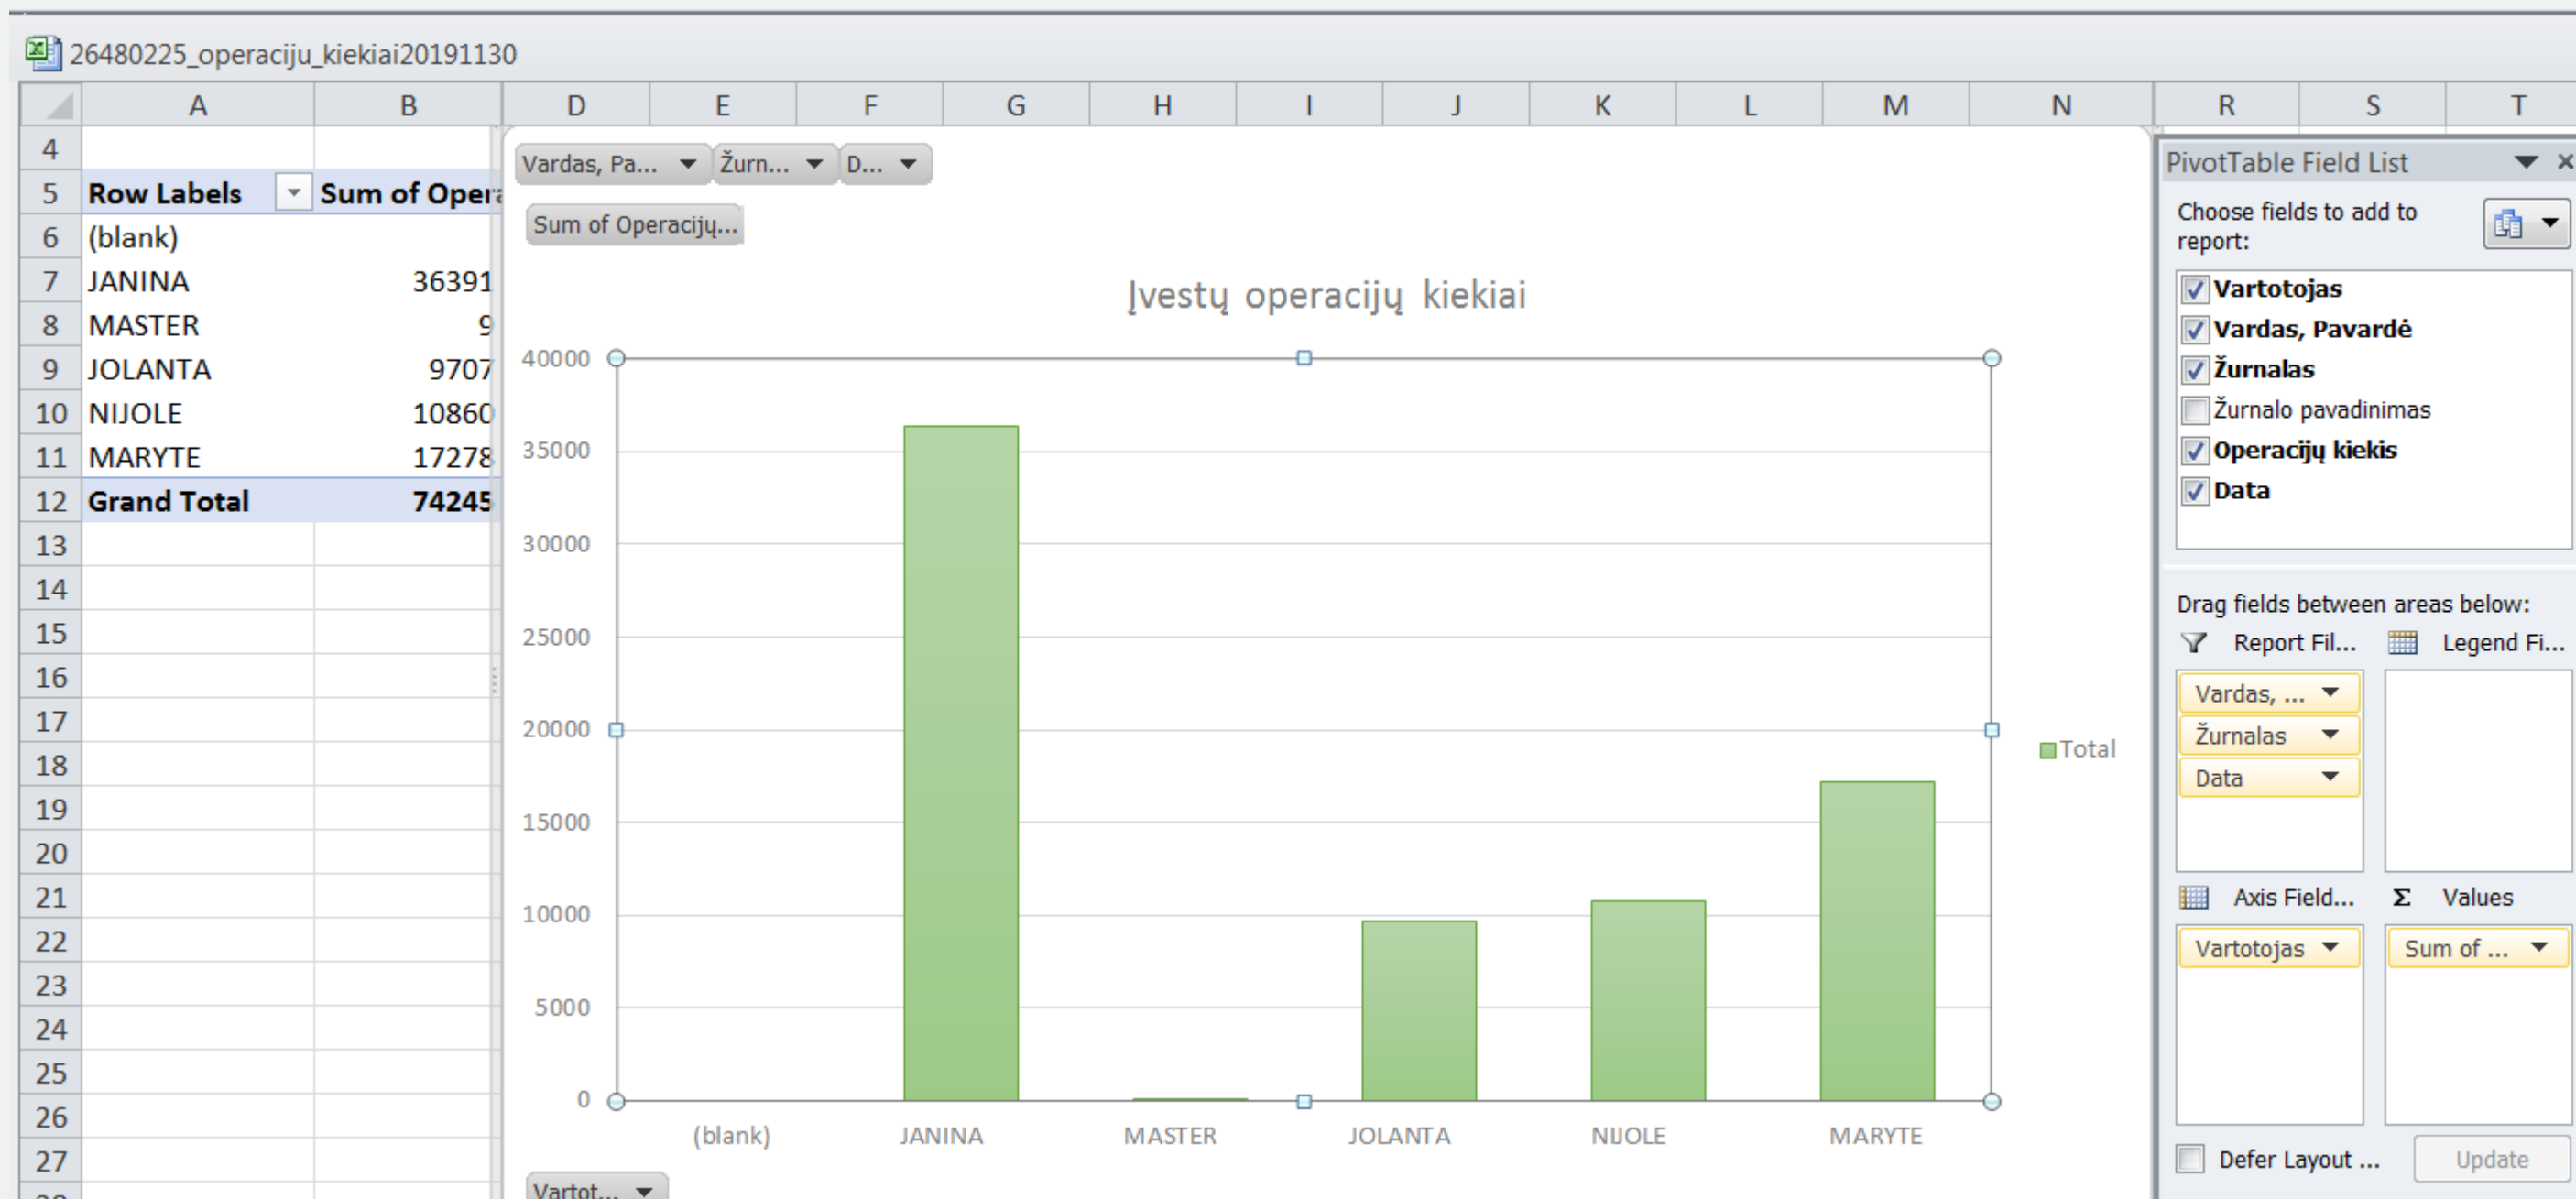 26480225_operaciju_kiekiai20191130
A B D E F G H I J K L M N R S T
4
5 Row Labels Sum of Opera
6 (blank)
7 JANINA 36391
8 MASTER 9
9 JOLANTA 9707
10 NIJOLE 10860
11 MARYTE 17278
12 Grand Total 74245
13
14
15
16
17
18
19
20
21
22
23
24
25
26
27
Vardas, Pa... Žurn... D...
Sum of Operacijų...
Įvestų operacijų kiekiai
40000
35000
30000
25000
20000
15000
10000
5000
0
(blank) JANINA MASTER JOLANTA NIJOLE MARYTE
Total
Vartot...
PivotTable Field List
Choose fields to add to
report:
Vartotojas
Vardas, Pavardė
Žurnalas
Žurnalo pavadinimas
Operacijų kiekis
Data
Drag fields between areas below:
Report Fil... Legend Fi...
Vardas, ...
Žurnalas
Data
Axis Field... Σ Values
Vartotojas Sum of ...
Defer Layout ... Update